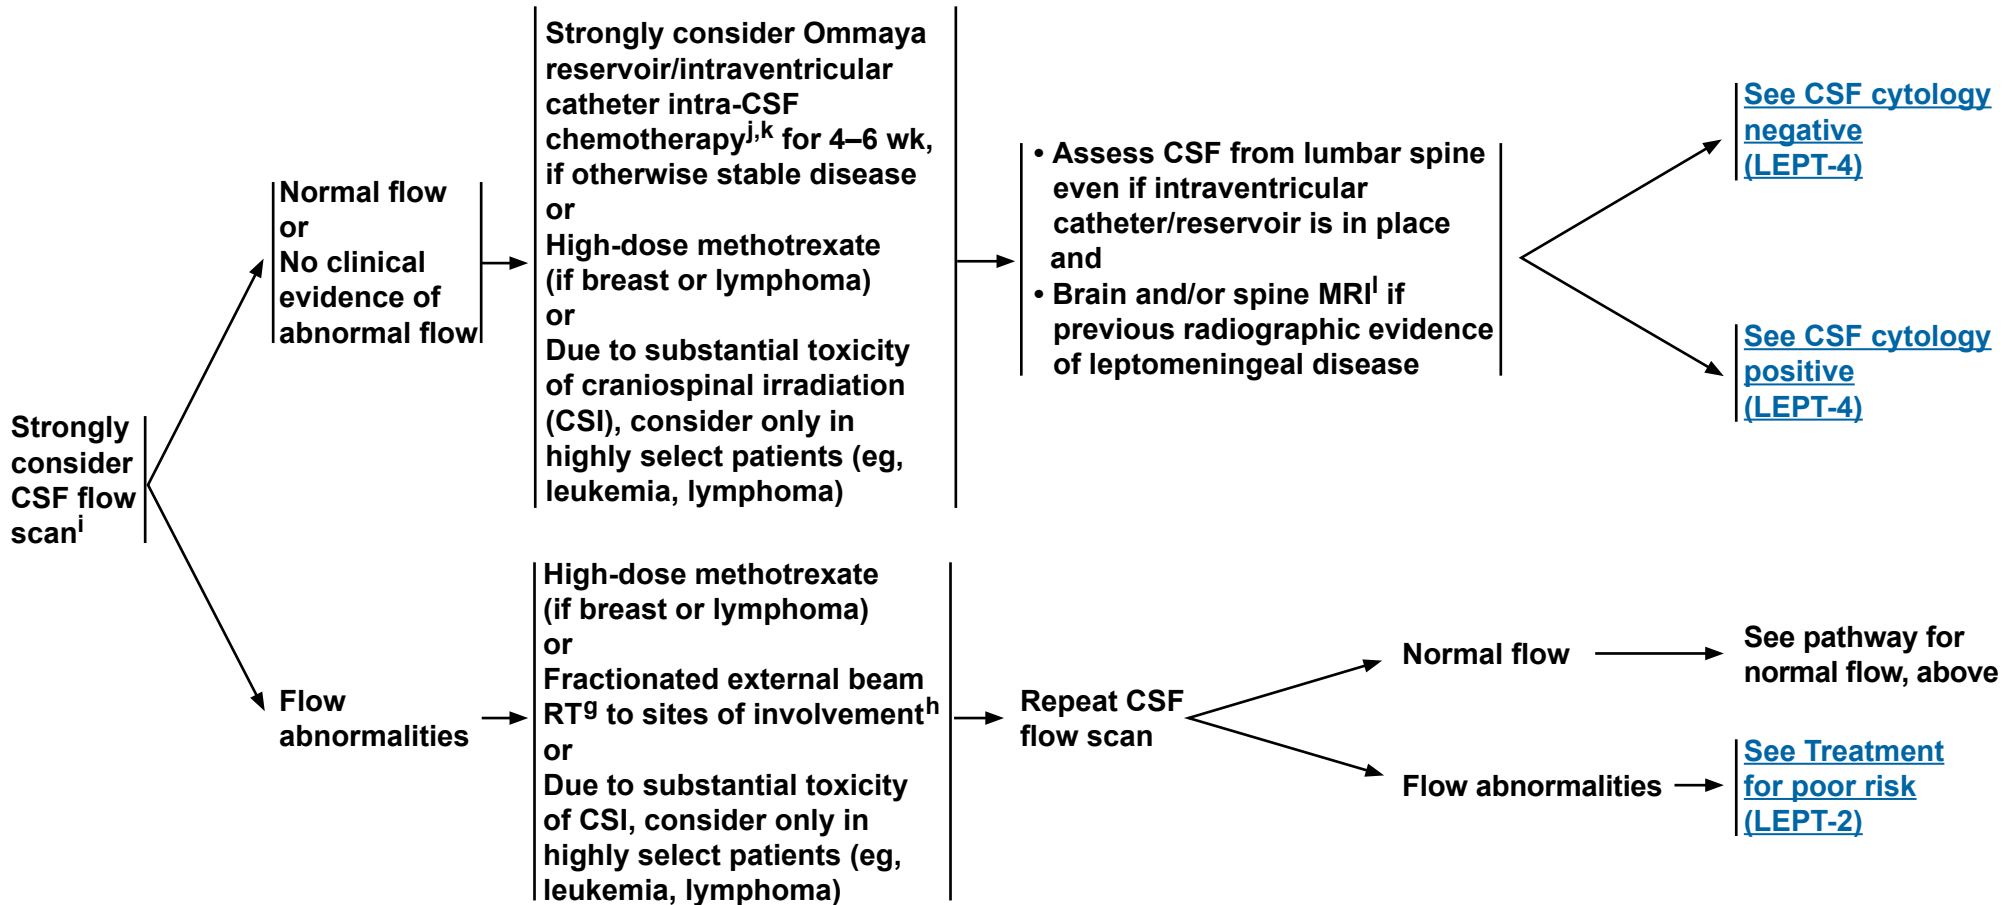 Strongly
consider
CSF flow
scanⁱ
Normal flow
or
No clinical
evidence of
abnormal flow
Strongly consider Ommaya
reservoir/intraventricular
catheter intra-CSF
chemotherapyʲ,ᵏ for 4–6 wk,
if otherwise stable disease
or
High-dose methotrexate
(if breast or lymphoma)
or
Due to substantial toxicity
of craniospinal irradiation
(CSI), consider only in
highly select patients (eg,
leukemia, lymphoma)
• Assess CSF from lumbar spine
even if intraventricular
catheter/reservoir is in place
and
• Brain and/or spine MRIˡ if
previous radiographic evidence
of leptomeningeal disease
See CSF cytology
negative
(LEPT-4)
See CSF cytology
positive
(LEPT-4)
Flow
abnormalities
High-dose methotrexate
(if breast or lymphoma)
or
Fractionated external beam
RTᵍ to sites of involvementʰ
or
Due to substantial toxicity
of CSI, consider only in
highly select patients (eg,
leukemia, lymphoma)
Repeat CSF
flow scan
Normal flow
See pathway for
normal flow, above
Flow abnormalities
See Treatment
for poor risk
(LEPT-2)